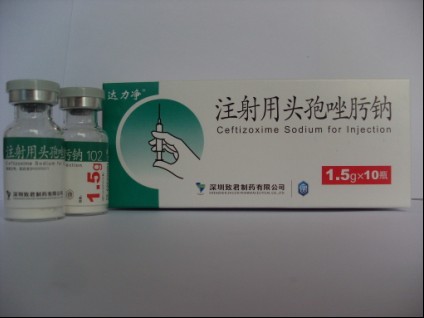 达力净
注射用头孢唑肟钠
Ceftizoxime Sodium for Injection
深圳致君制药有限公司
1.5g×10瓶
注射用头孢
Ceftizoxime Sodium
肟钠
1.5g